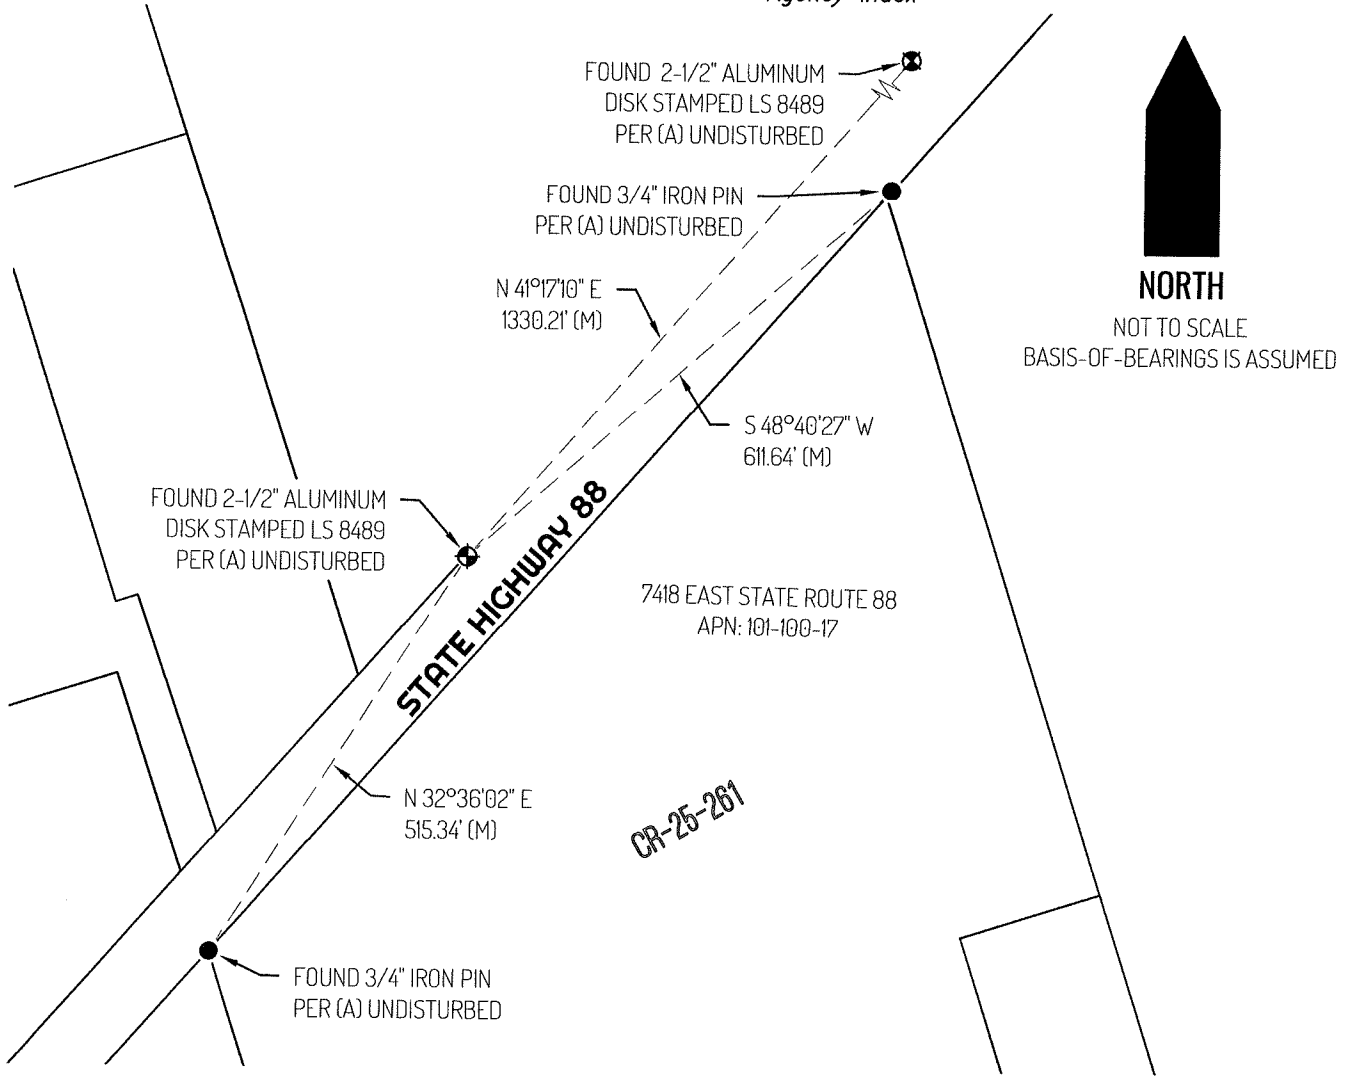 FOUND 2-1/2" ALUMINUM
DISK STAMPED LS 8489
PER (A) UNDISTURBED
FOUND 3/4" IRON PIN
PER (A) UNDISTURBED
NORTH
NOT TO SCALE
BASIS-OF-BEARINGS IS ASSUMED
N 41°17'10" E
1330.21' (M)
S 48°40'27" W
611.64' (M)
FOUND 2-1/2" ALUMINUM
DISK STAMPED LS 8489
PER (A) UNDISTURBED
STATE HIGHWAY 88
7418 EAST STATE ROUTE 88
APN: 101-100-17
N 32°36'02" E
515.34' (M)
CR-25-261
FOUND 3/4" IRON PIN
PER (A) UNDISTURBED